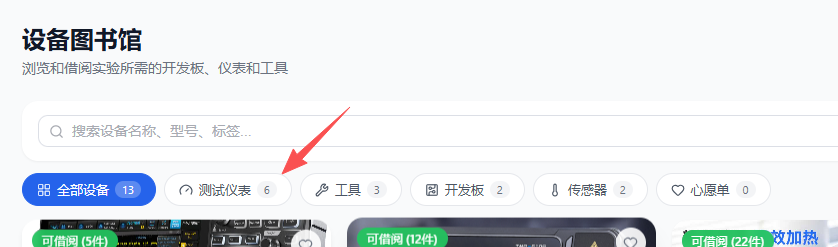 设备图书馆
浏览和借阅实验所需的开发板、仪表和工具
搜索设备名称、型号、标签...
全部设备 13 测试仪表 6 工具 3 开发板 2 传感器 2 心愿单 0
可借阅 (5件) 可借阅 (12件) 可借阅 (22件) 效加热